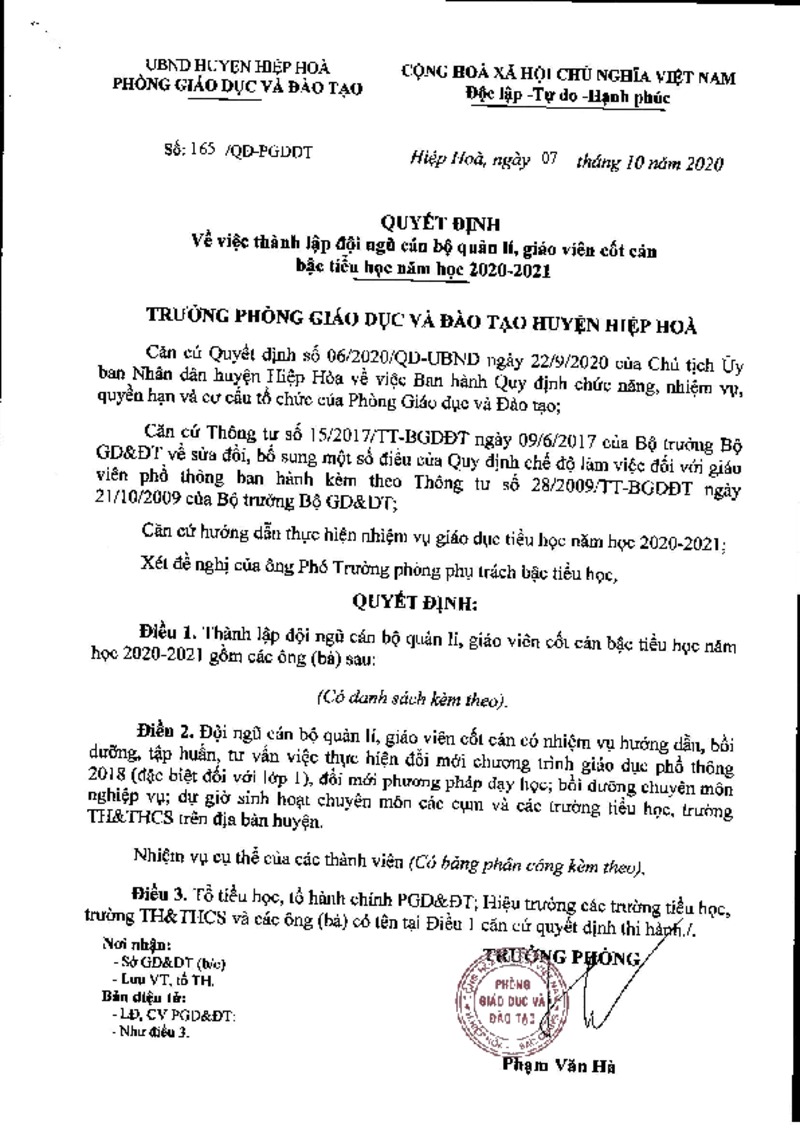 UBND HUYỆN HIỆP HOÀ
PHÒNG GIÁO DỤC VÀ ĐÀO TẠO
CỘNG HOÀ XÃ HỘI CHỦ NGHĨA VIỆT NAM
Độc lập -Tự do -Hạnh phúc
Số: 165 /QĐ-PGDĐT
Hiệp Hoà, ngày 07 tháng 10 năm 2020
QUYẾT ĐỊNH
Về việc thành lập đội ngũ cán bộ quản lí, giáo viên cốt cán
bậc tiểu học năm học 2020-2021
TRƯỞNG PHÒNG GIÁO DỤC VÀ ĐÀO TẠO HUYỆN HIỆP HOÀ
Căn cứ Quyết định số 06/2020/QĐ-UBND ngày 22/9/2020 của Chủ tịch Ủy
ban Nhân dân huyện Hiệp Hòa về việc Ban hành Quy định chức năng, nhiệm vụ,
quyền hạn và cơ cấu tổ chức của Phòng Giáo dục và Đào tạo;
Căn cứ Thông tư số 15/2017/TT-BGDĐT ngày 09/6/2017 của Bộ trưởng Bộ
GD&ĐT về sửa đổi, bổ sung một số điều của Quy định chế độ làm việc đối với giáo
viên phổ thông ban hành kèm theo Thông tư số 28/2009/TT-BGDĐT ngày
21/10/2009 của Bộ trưởng Bộ GD&ĐT;
Căn cứ hướng dẫn thực hiện nhiệm vụ giáo dục tiểu học năm học 2020-2021;
Xét đề nghị của ông Phó Trưởng phòng phụ trách bậc tiểu học,
QUYẾT ĐỊNH:
Điều 1. Thành lập đội ngũ cán bộ quản lí, giáo viên cốt cán bậc tiểu học năm
học 2020-2021 gồm các ông (bà) sau:
(Có danh sách kèm theo).
Điều 2. Đội ngũ cán bộ quản lí, giáo viên cốt cán có nhiệm vụ hướng dẫn, bồi
dưỡng, tập huấn, tư vấn việc thực hiện đổi mới chương trình giáo dục phổ thông
2018 (đặc biệt đối với lớp 1), đổi mới phương pháp dạy học; bồi dưỡng chuyên môn
nghiệp vụ; dự giờ sinh hoạt chuyên môn các cụm và các trường tiểu học, trường
TH&THCS trên địa bàn huyện.
Nhiệm vụ cụ thể của các thành viên (Có bảng phân công kèm theo).
Điều 3. Tổ tiểu học, tổ hành chính PGD&ĐT; Hiệu trưởng các trường tiểu học,
trường TH&THCS và các ông (bà) có tên tại Điều 1 căn cứ quyết định thi hành./.
Nơi nhận:
- Sở GD&ĐT (b/c)
- Lưu VT, tổ TH.
Bản điện tử:
- LĐ, CV PGD&ĐT;
- Như điều 3.
TRƯỞNG PHÒNG
PHÒNG
GIÁO DỤC VÀ
ĐÀO TẠO
Phạm Văn Hà